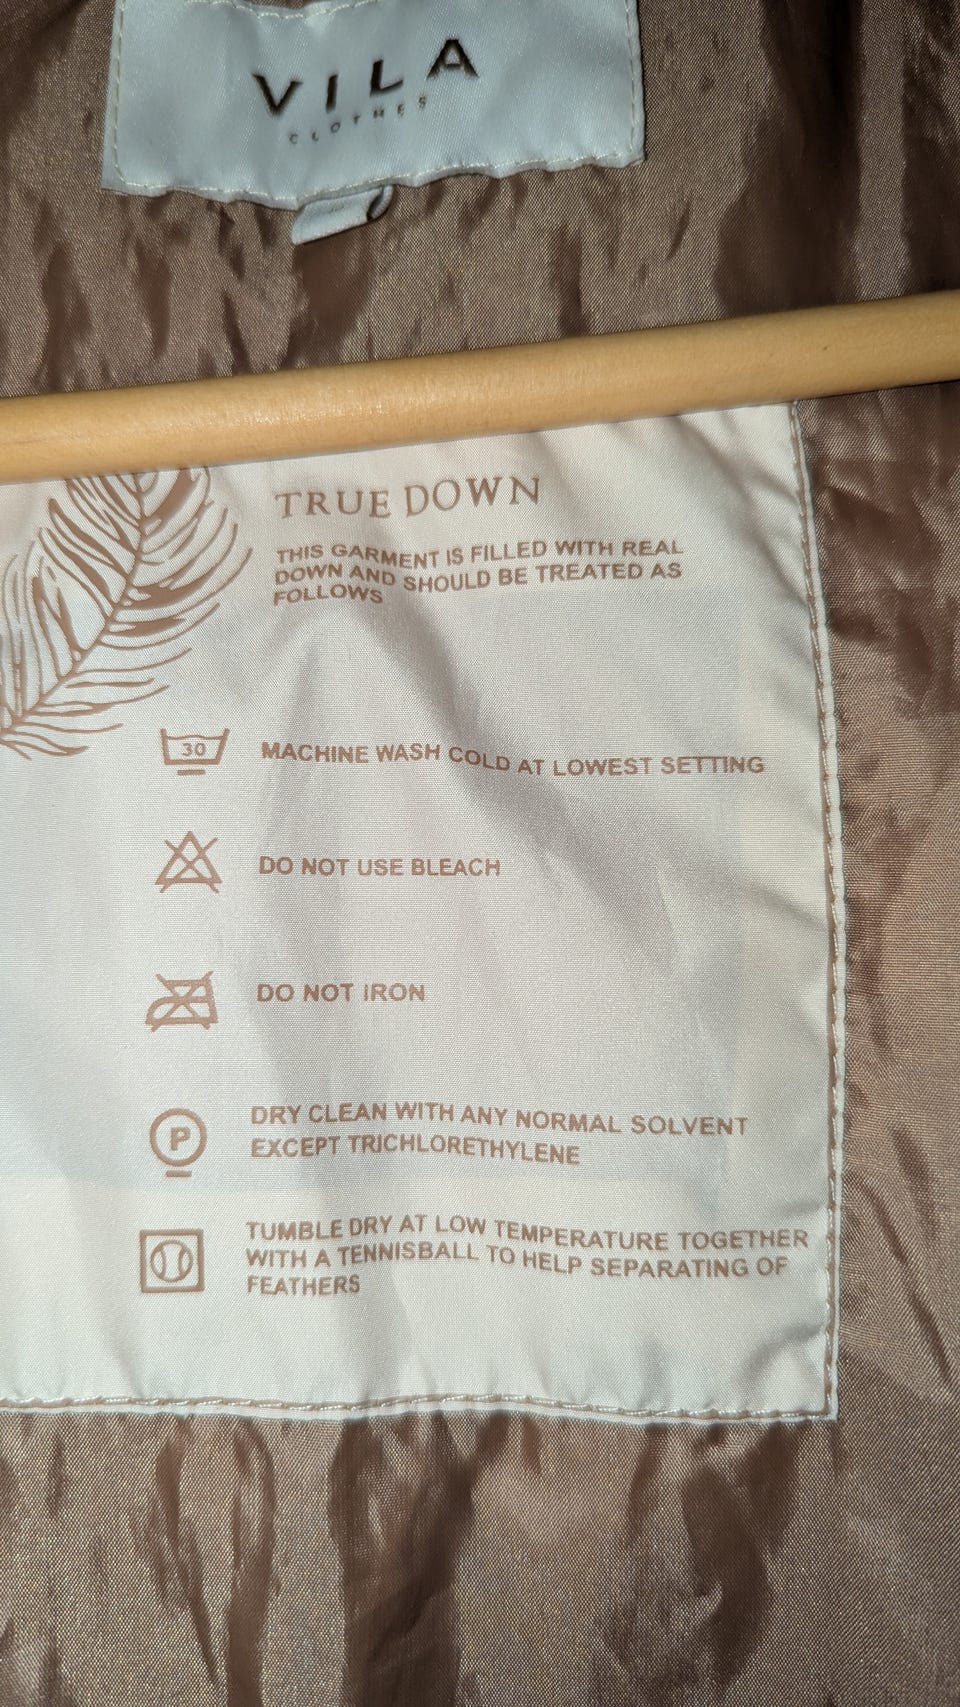 VILA
CLOTHES
TRUE DOWN
THIS GARMENT IS FILLED WITH REAL
DOWN AND SHOULD BE TREATED AS
FOLLOWS
30
MACHINE WASH COLD AT LOWEST SETTING
DO NOT USE BLEACH
DO NOT IRON
P
DRY CLEAN WITH ANY NORMAL SOLVENT
EXCEPT TRICHLORETHYLENE
TUMBLE DRY AT LOW TEMPERATURE TOGETHER
WITH A TENNISBALL TO HELP SEPARATING OF
FEATHERS